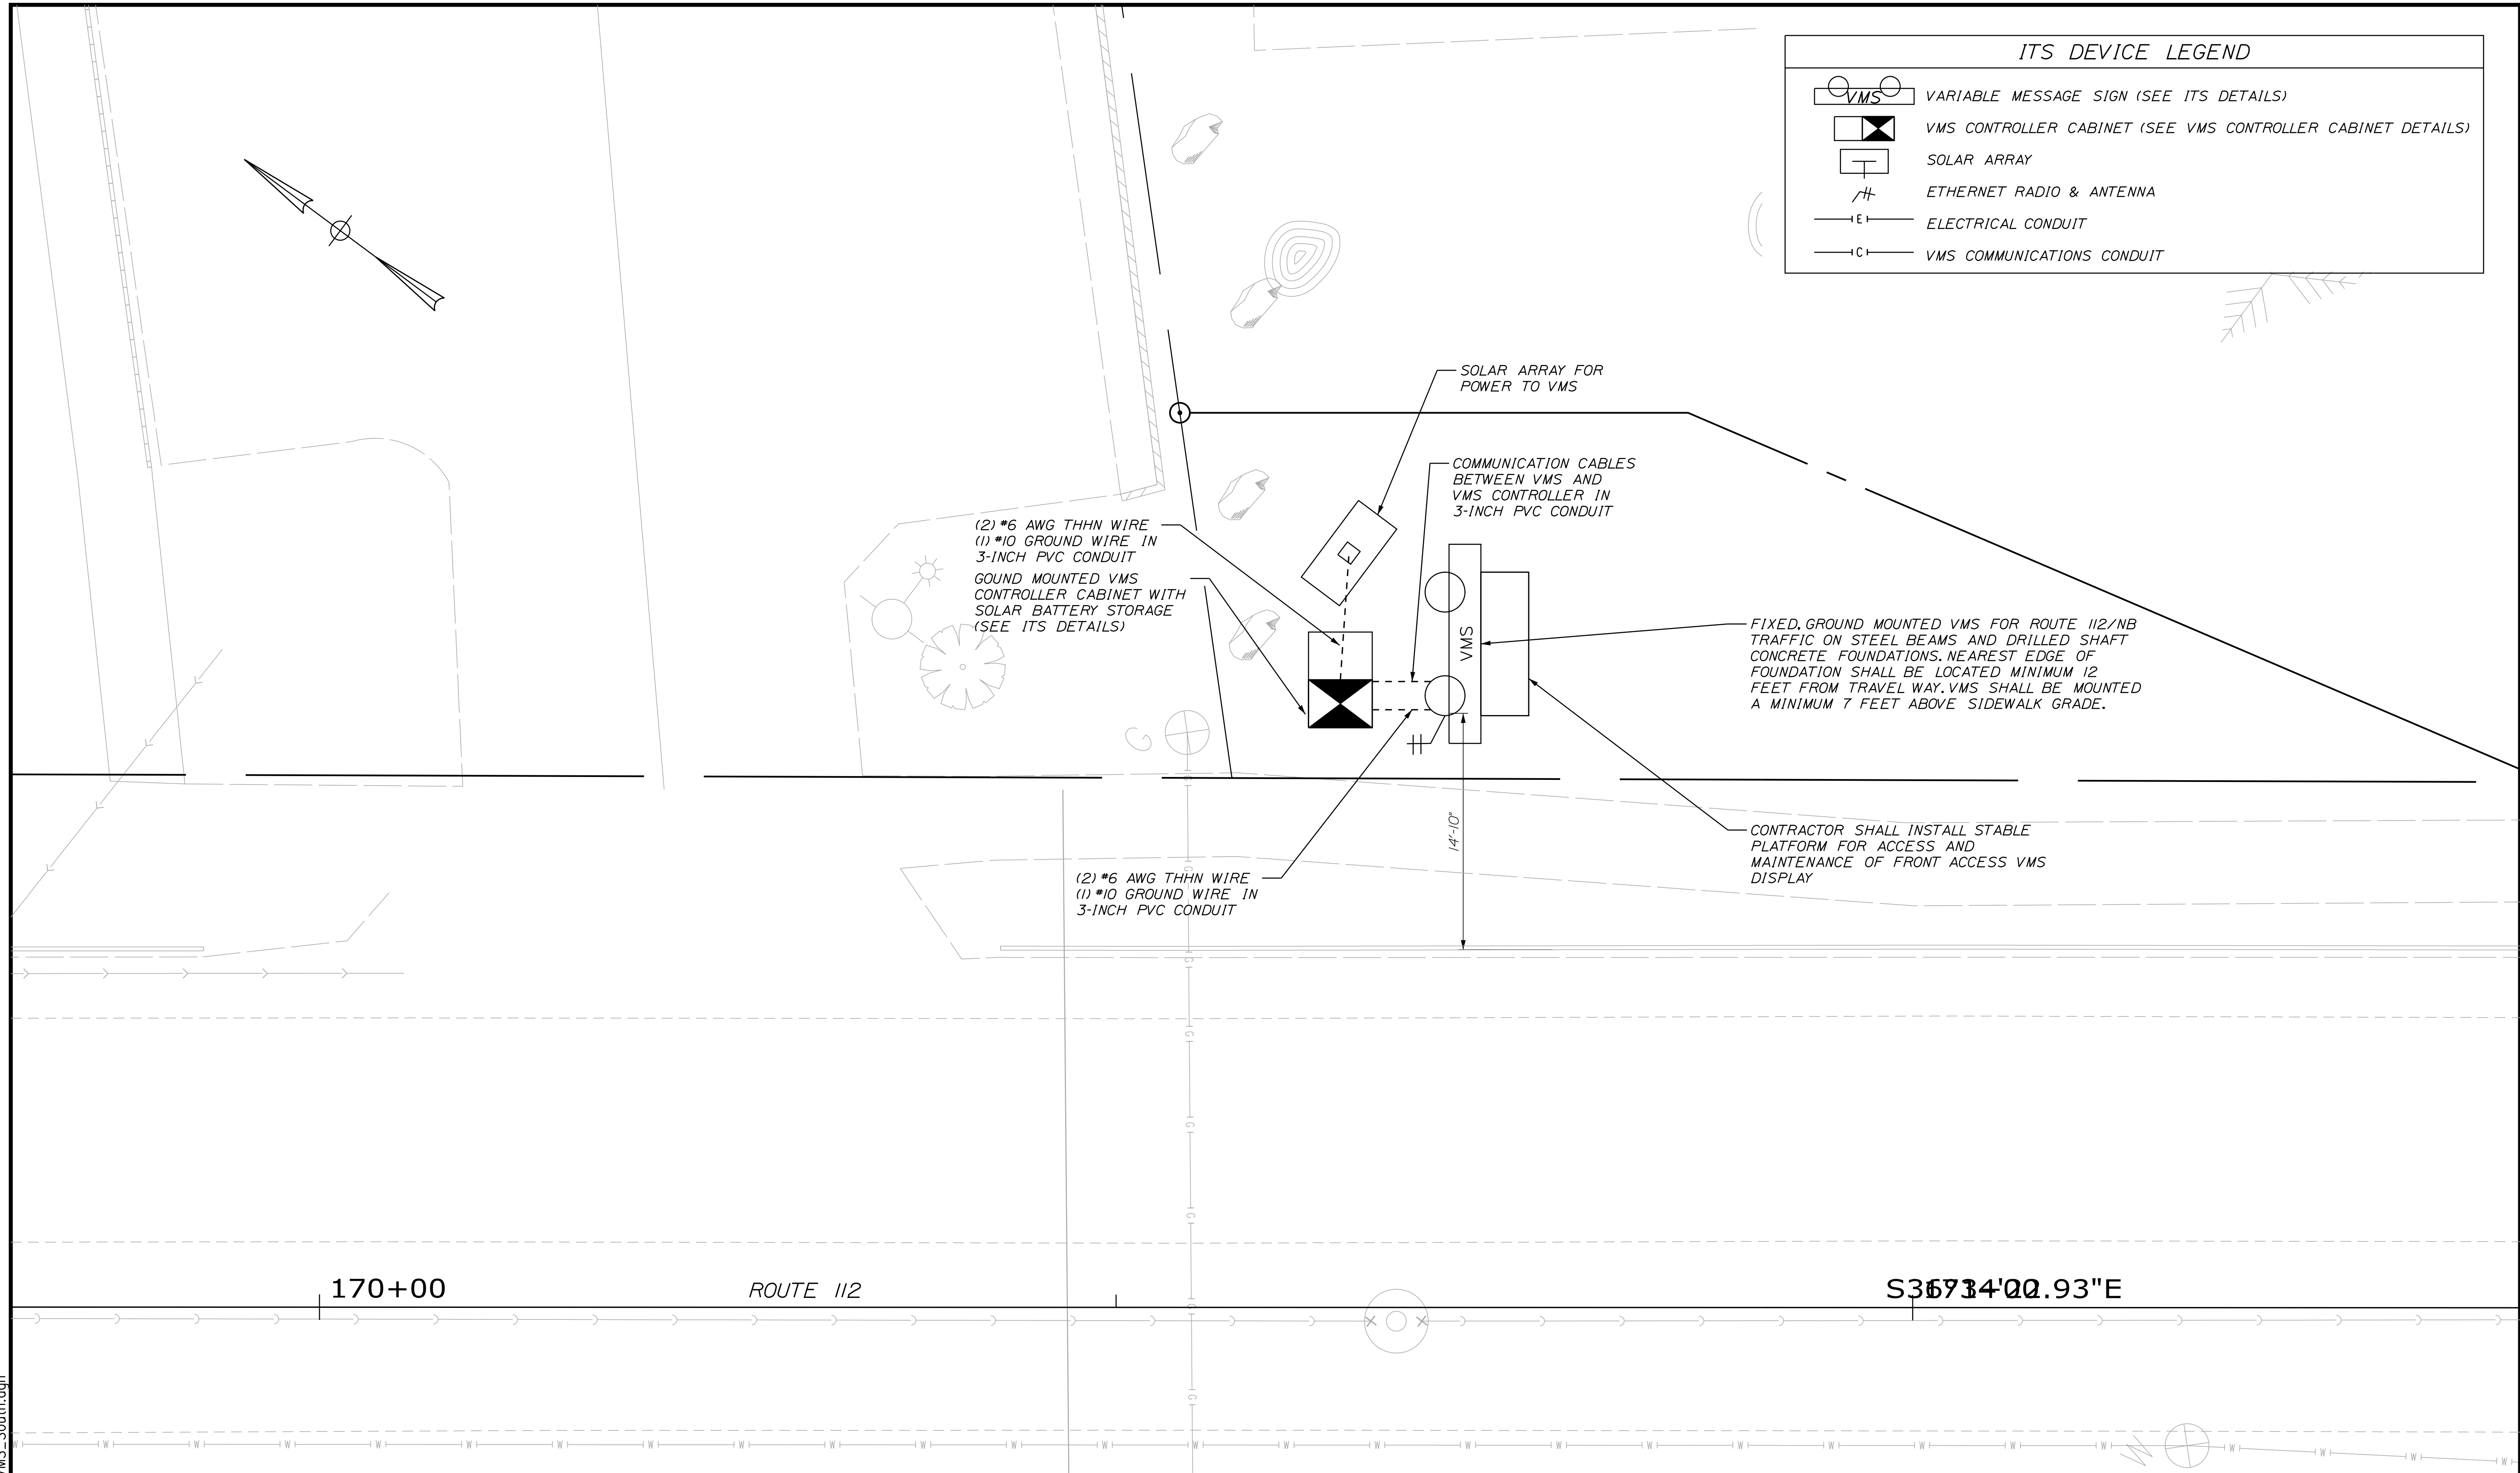 ITS DEVICE LEGEND
VMS
VARIABLE MESSAGE SIGN (SEE ITS DETAILS)
VMS CONTROLLER CABINET (SEE VMS CONTROLLER CABINET DETAILS)
SOLAR ARRAY
ETHERNET RADIO & ANTENNA
E
ELECTRICAL CONDUIT
C
VMS COMMUNICATIONS CONDUIT
SOLAR ARRAY FOR
POWER TO VMS
COMMUNICATION CABLES
BETWEEN VMS AND
VMS CONTROLLER IN
3-INCH PVC CONDUIT
(2) #6 AWG THHN WIRE
(1) #10 GROUND WIRE IN
3-INCH PVC CONDUIT
GOUND MOUNTED VMS
CONTROLLER CABINET WITH
SOLAR BATTERY STORAGE
(SEE ITS DETAILS)
VMS
FIXED, GROUND MOUNTED VMS FOR ROUTE 112/NB
TRAFFIC ON STEEL BEAMS AND DRILLED SHAFT
CONCRETE FOUNDATIONS. NEAREST EDGE OF
FOUNDATION SHALL BE LOCATED MINIMUM 12
FEET FROM TRAVEL WAY. VMS SHALL BE MOUNTED
A MINIMUM 7 FEET ABOVE SIDEWALK GRADE.
G
14'-10"
CONTRACTOR SHALL INSTALL STABLE
PLATFORM FOR ACCESS AND
MAINTENANCE OF FRONT ACCESS VMS
DISPLAY
(2) #6 AWG THHN WIRE
(1) #10 GROUND WIRE IN
3-INCH PVC CONDUIT
G
G
G
G
G
170+00
ROUTE 112
G
G
W W W W W W W W W W W W W W W W W W W W W W W W W W W W